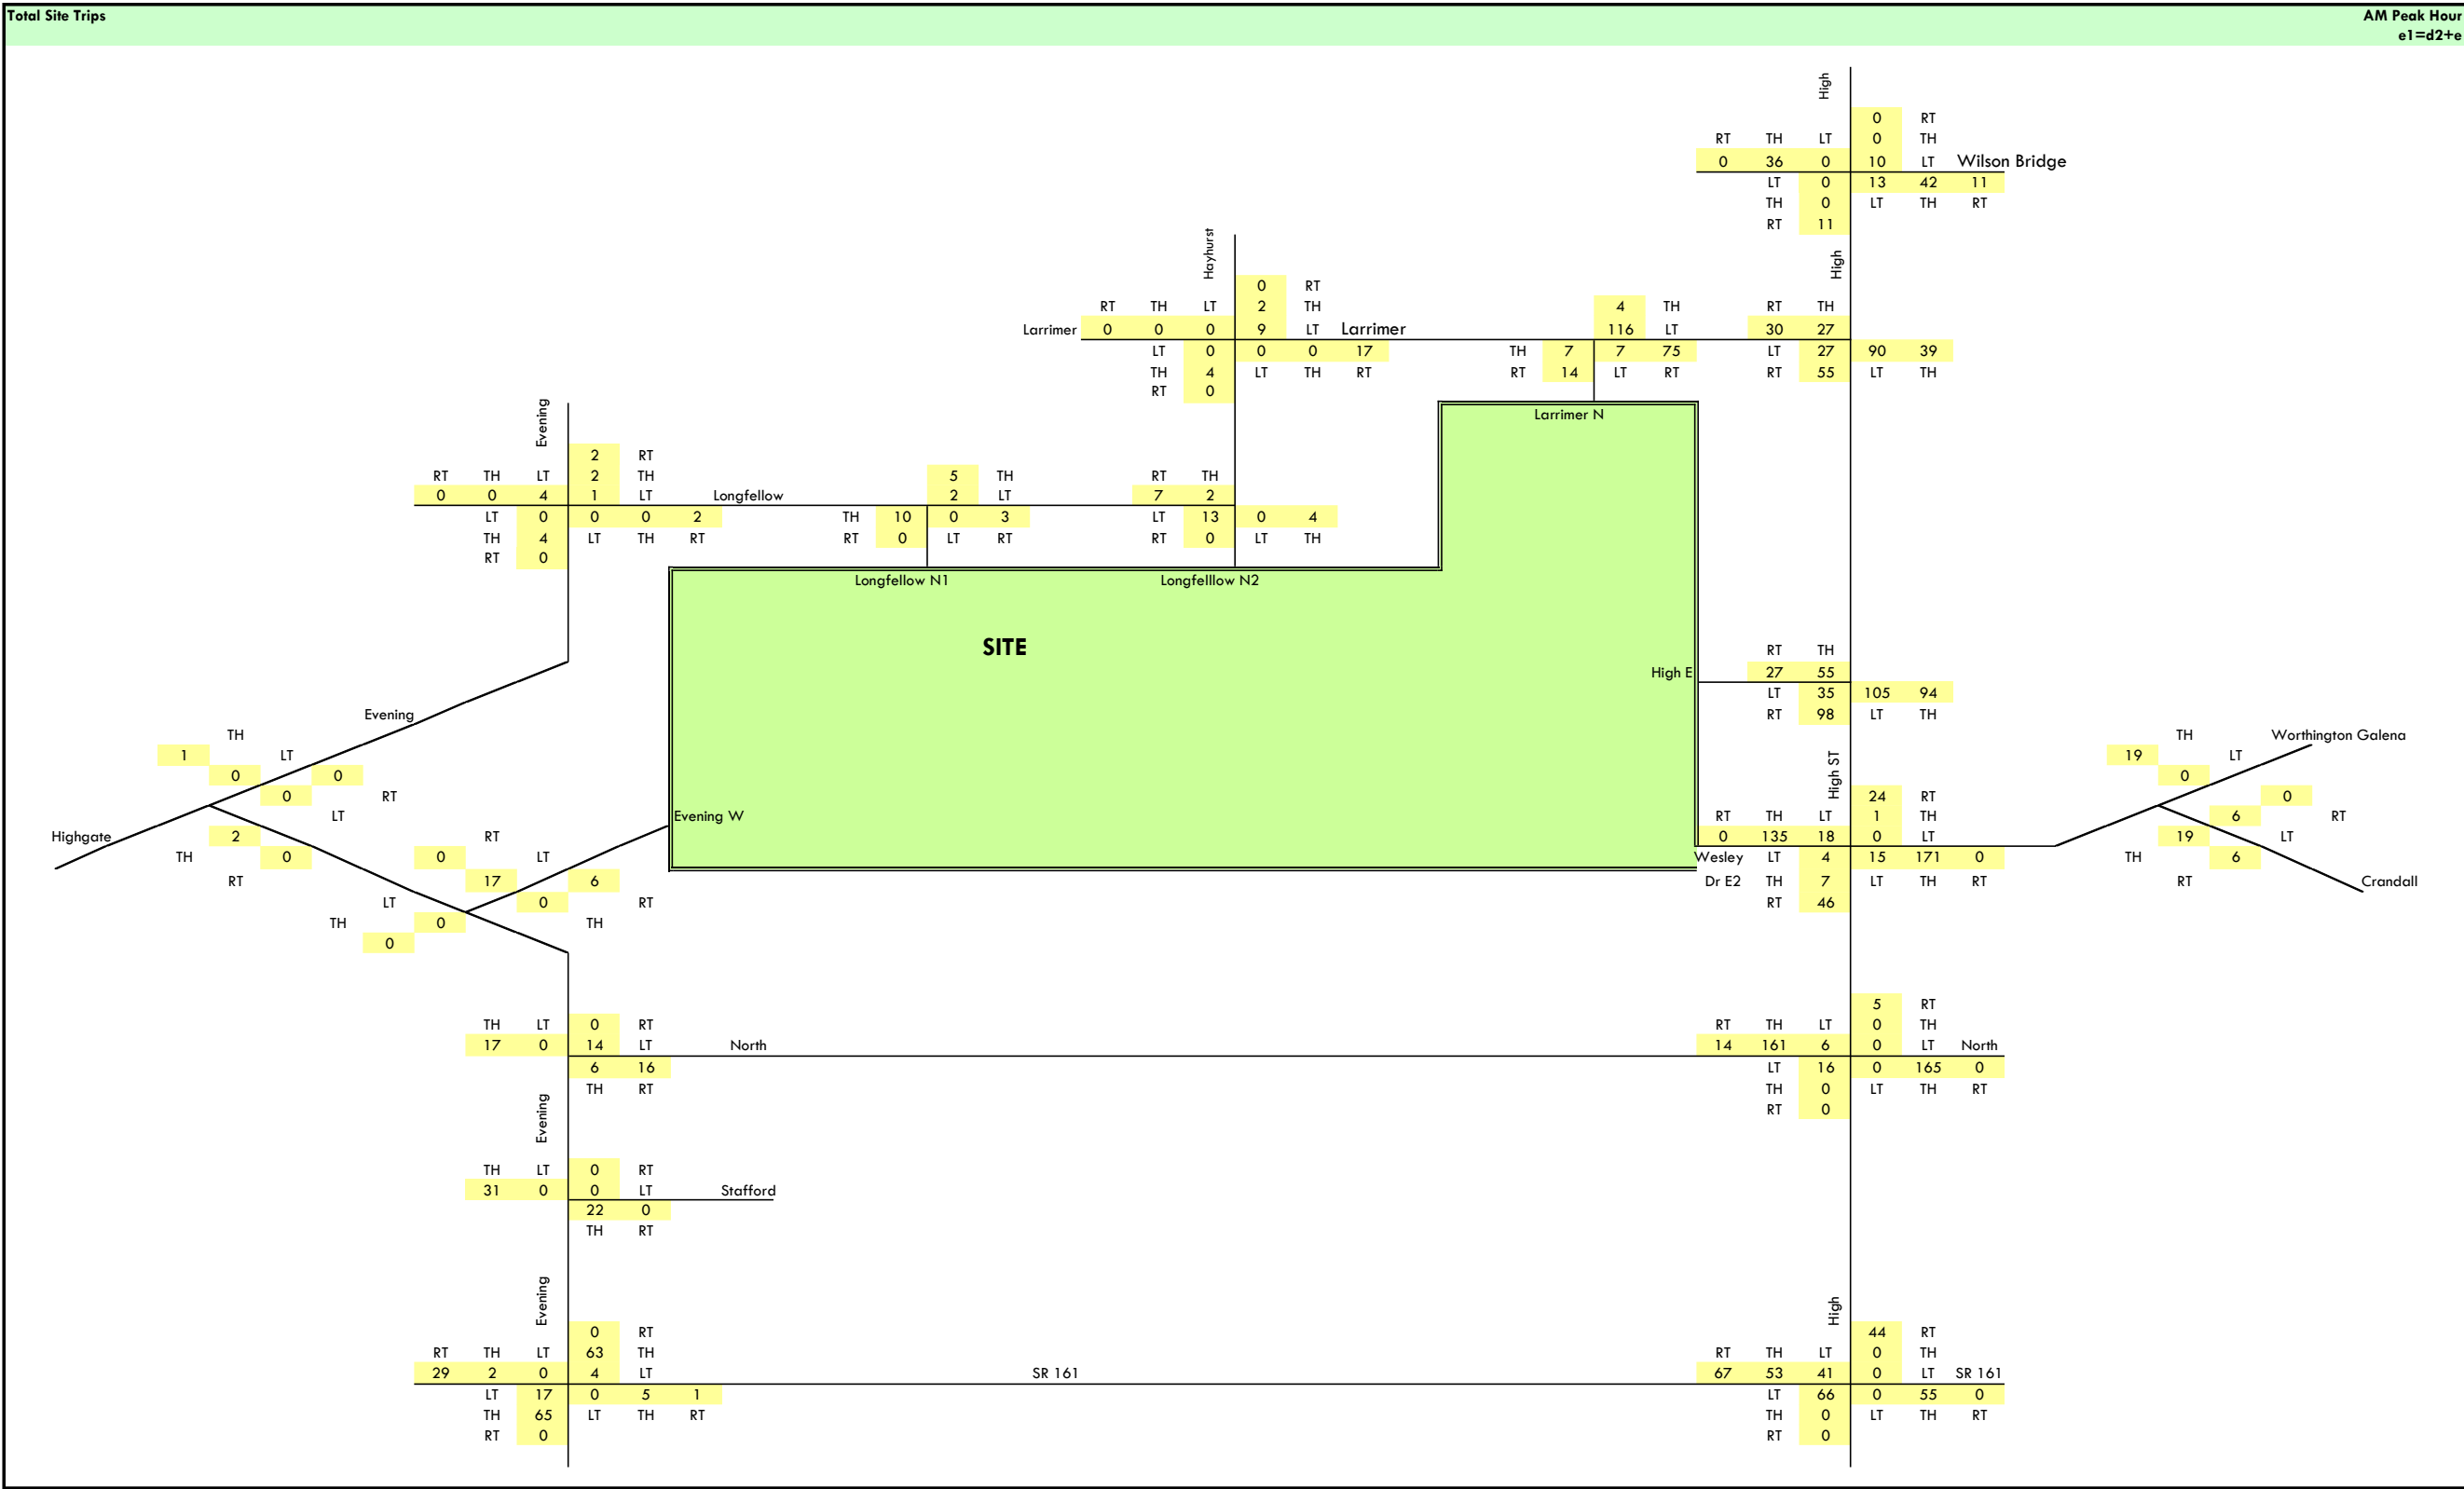 Total Site Trips AM Peak Hour
e1=d2+e
High
0 RT
RT TH LT 0 TH
0 36 0 10 LT Wilson Bridge
LT 0 13 42 11
TH 0 LT TH RT
RT 11
Hayhurst High
0 RT
RT TH LT 2 TH 4 TH RT TH
Larrimer 0 0 0 9 LT Larrimer 116 LT 30 27
LT 0 0 0 17 TH 7 7 75 LT 27 90 39
TH 4 LT TH RT RT 14 LT RT RT 55 LT TH
RT 0
Evening Larrimer N
2 RT
RT TH LT 2 TH 5 TH RT TH
0 0 4 1 LT Longfellow 2 LT 7 2
LT 0 0 0 2 TH 10 0 3 LT 13 0 4
TH 4 LT TH RT RT 0 LT RT RT 0 LT TH
RT 0
Longfellow N1 Longfelllow N2
SITE
RT TH
High E 27 55
LT 35 105 94
RT 98 LT TH
Evening
TH TH Worthington Galena
1 LT 19 LT
0 0 High ST 0
0 RT 24 RT 0
LT Evening W RT TH LT 1 TH 6 RT
Highgate 2 RT 0 135 18 0 LT 19 LT
TH 0 0 LT Wesley LT 4 15 171 0 TH 6
RT 17 6 Dr E2 TH 7 LT TH RT RT Crandall
LT 0 RT RT 46
TH 0 TH
0
5 RT
TH LT 0 RT RT TH LT 0 TH
17 0 14 LT North 14 161 6 0 LT North
6 16 LT 16 0 165 0
TH RT TH 0 LT TH RT
RT 0
Evening
TH LT 0 RT
31 0 0 LT Stafford
22 0
TH RT
Evening High
0 RT 44 RT
RT TH LT 63 TH RT TH LT 0 TH
29 2 0 4 LT SR 161 67 53 41 0 LT SR 161
LT 17 0 5 1 LT 66 0 55 0
TH 65 LT TH RT TH 0 LT TH RT
RT 0 RT 0